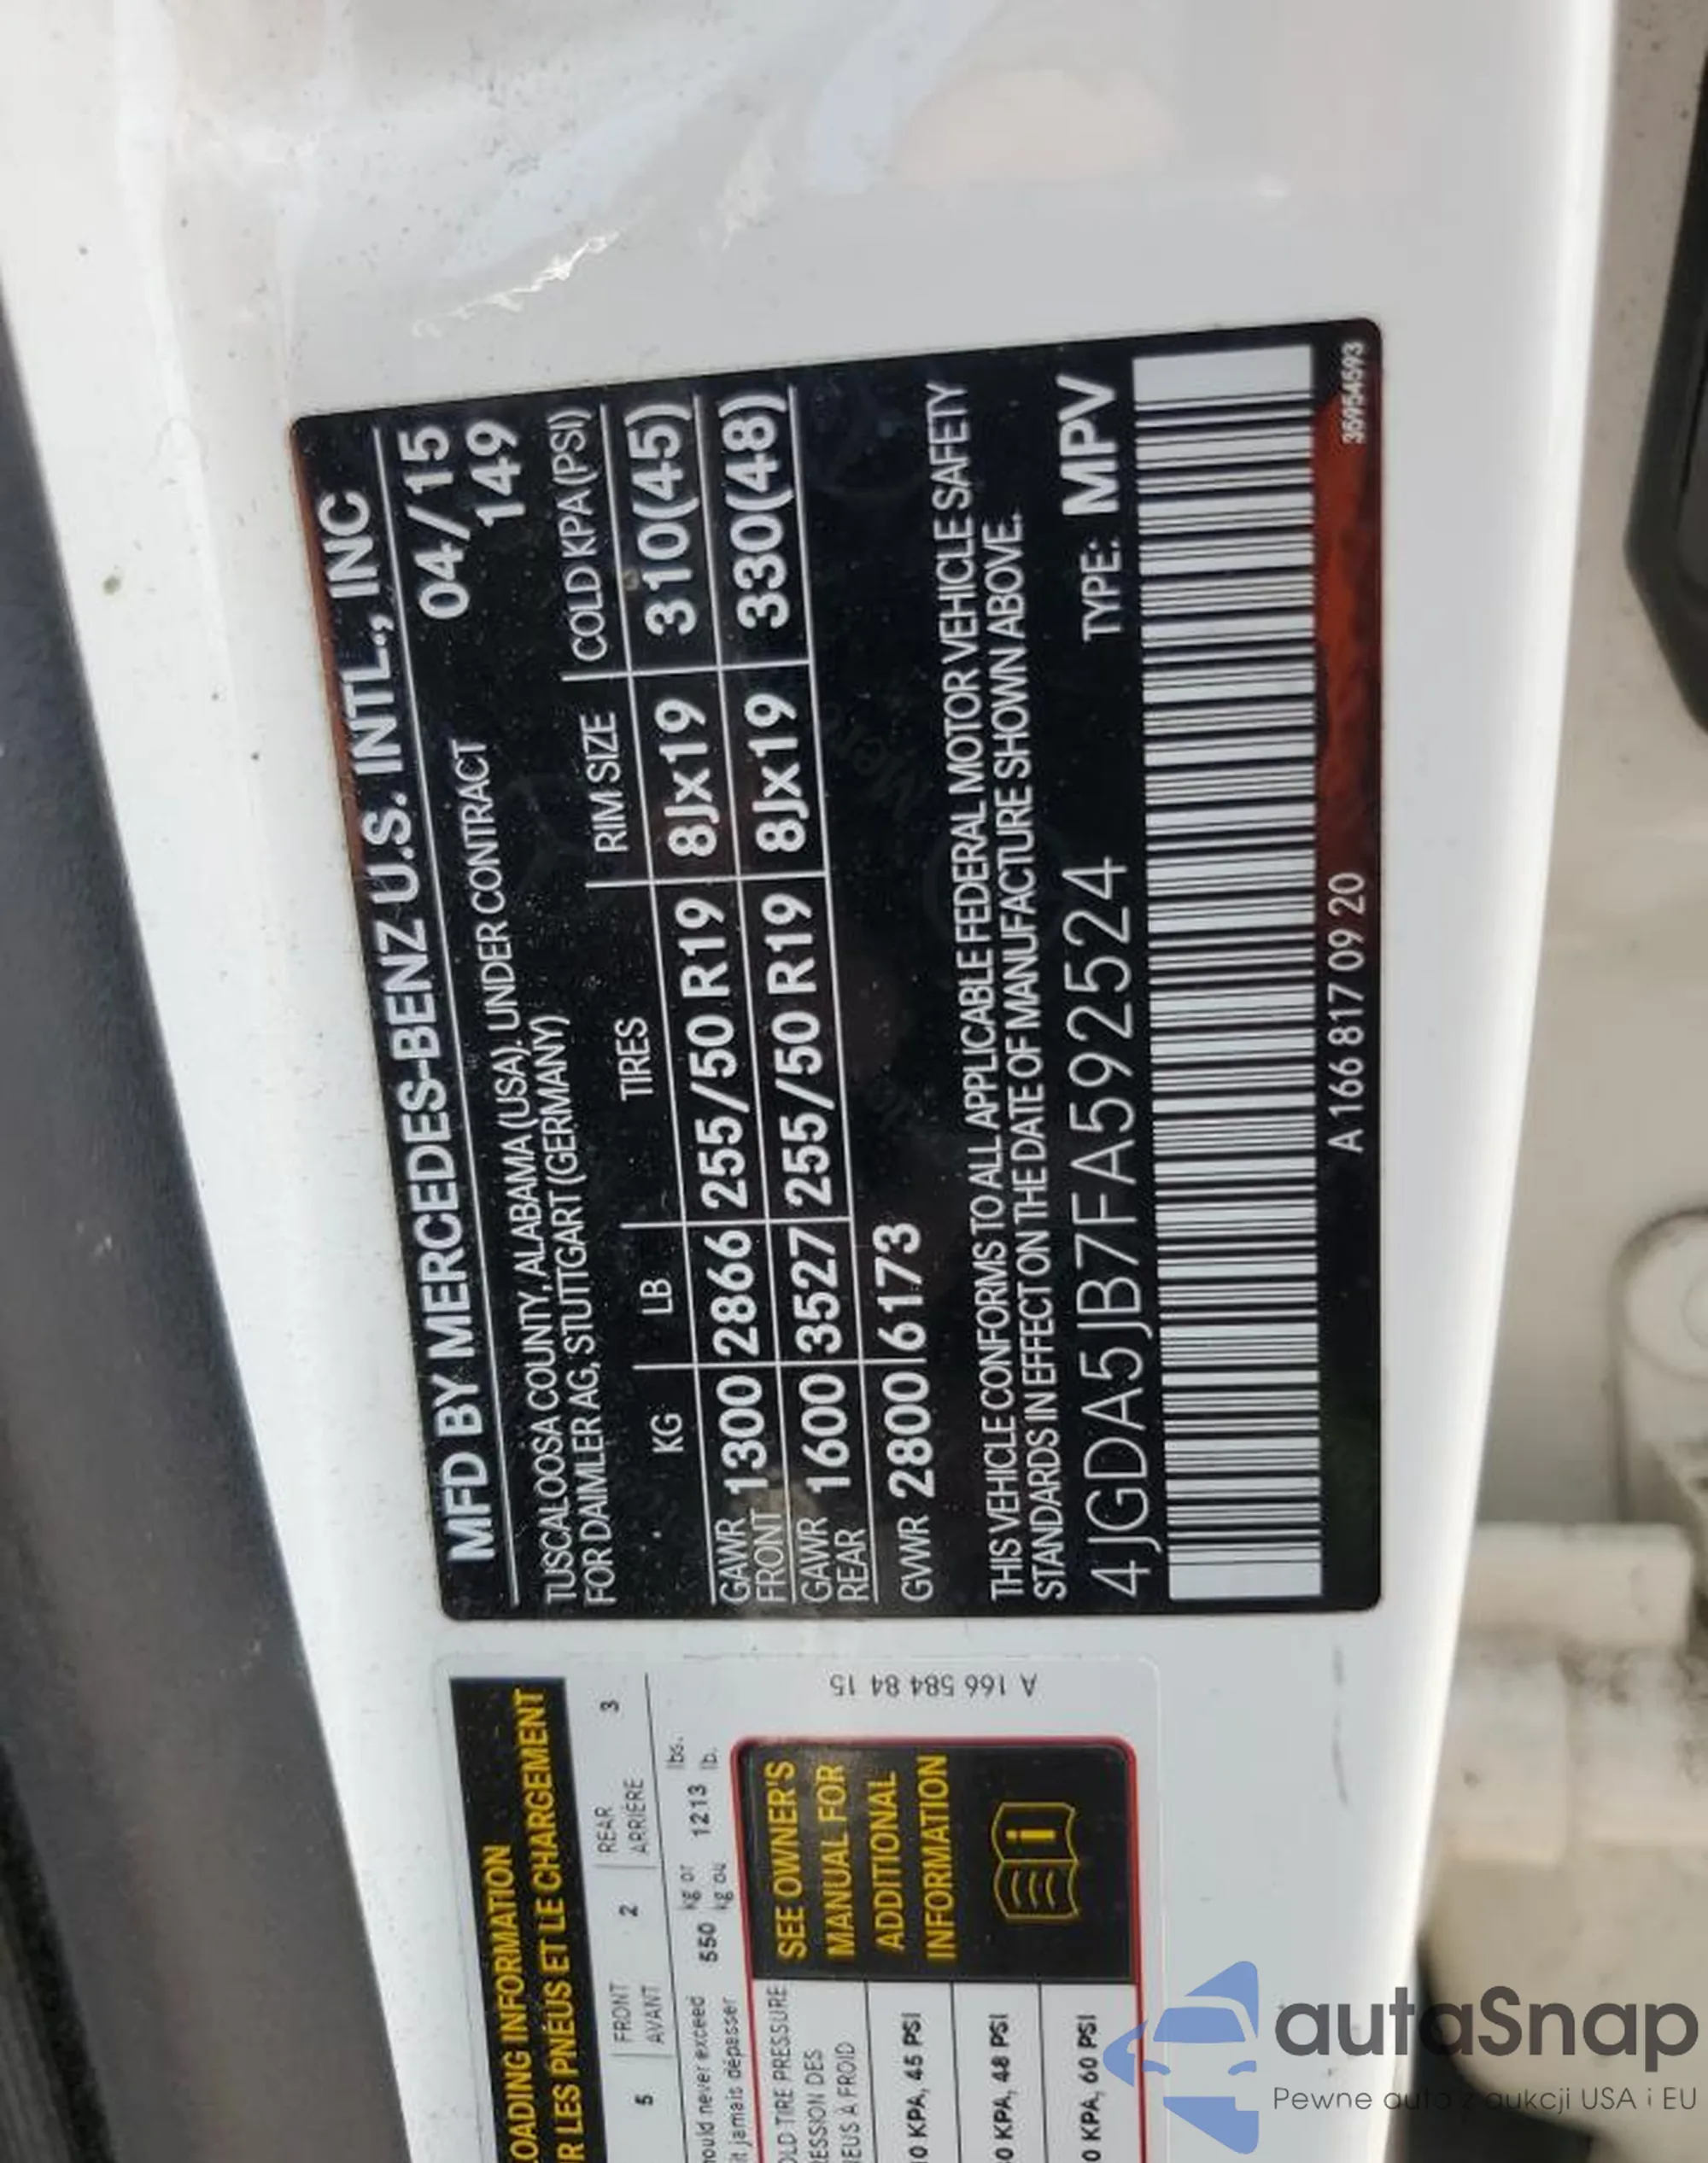 MFD BY MERCEDES-BENZ U.S. INTL., INC
TUSCALOOSA COUNTY, ALABAMA (USA). UNDER CONTRACT 04/15
FOR DAIMLER AG, STUTTGART (GERMANY) 149
KG LB TIRES RIM SIZE COLD KPA (PSI)
GAWR FRONT 1300 2866 255/50 R19 8Jx19 310(45)
GAWR REAR 1600 3527 255/50 R19 8Jx19 330(48)
GVWR 2800 6173
THIS VEHICLE CONFORMS TO ALL APPLICABLE FEDERAL MOTOR VEHICLE SAFETY
STANDARDS IN EFFECT ON THE DATE OF MANUFACTURE SHOWN ABOVE.
4JGDA5JB7FA592524 TYPE: MPV
A 166 817 09 20 35954593
OADING INFORMATION
R LES PNEUS ET LE CHARGEMENT
5 FRONT 2 REAR 3
AVANT ARRIÈRE
hould never exceed 550 kg or 1213 lbs.
it jamais dépasser kg ou lb.
OLD TIRE PRESSURE
ESSION DES
EUS À FROID
0 KPA, 45 PSI
0 KPA, 48 PSI
0 KPA, 60 PSI
SEE OWNER'S
MANUAL FOR
ADDITIONAL
INFORMATION
A 166 584 84 15
autaSnap
Pewne auto z aukcji USA i EU